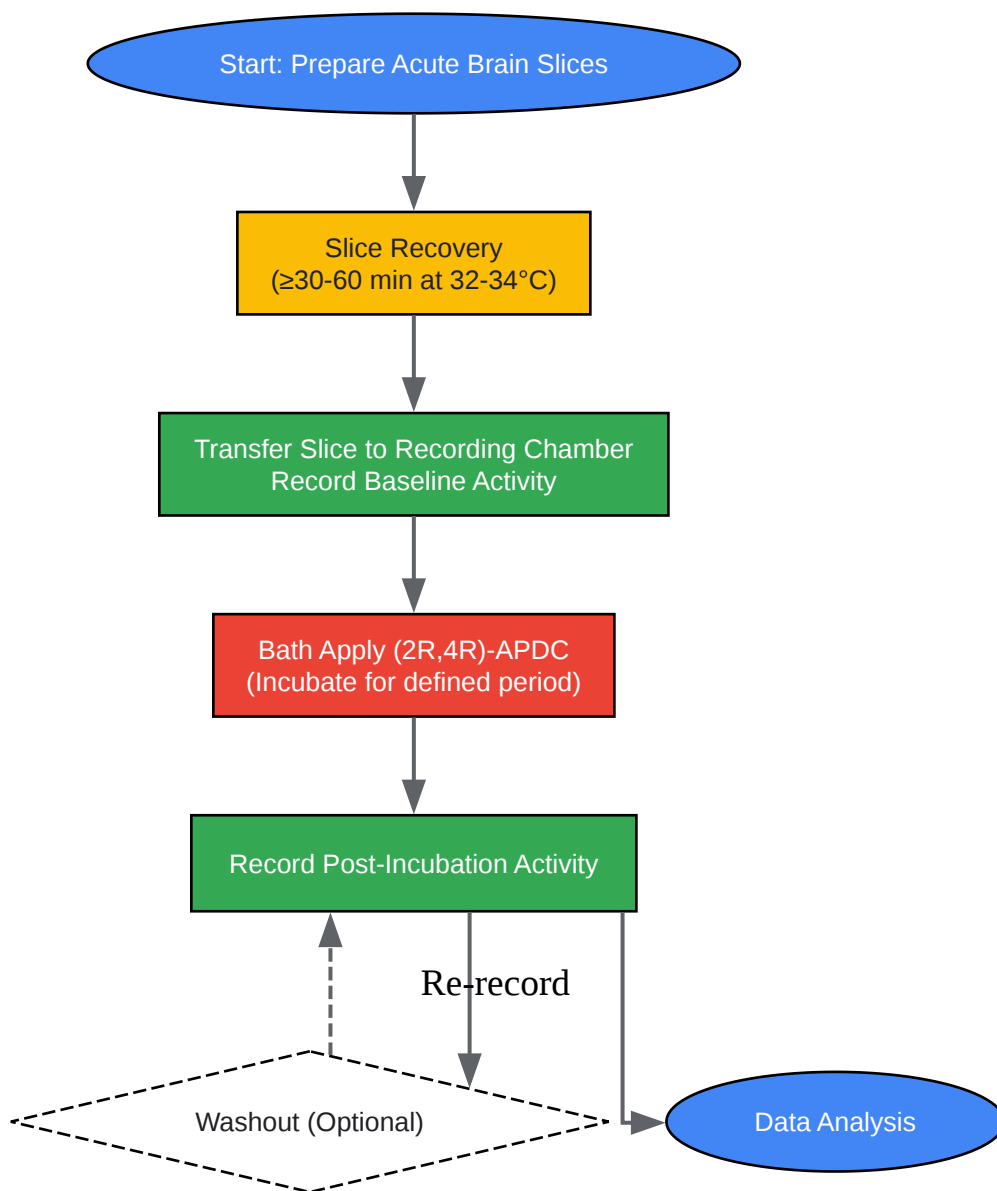 Start: Prepare Acute Brain Slices
Slice Recovery
(≥30-60 min at 32-34°C)
Transfer Slice to Recording Chamber
Record Baseline Activity
Bath Apply (2R,4R)-APDC
(Incubate for defined period)
Record Post-Incubation Activity
Re-record
Washout (Optional)
Data Analysis